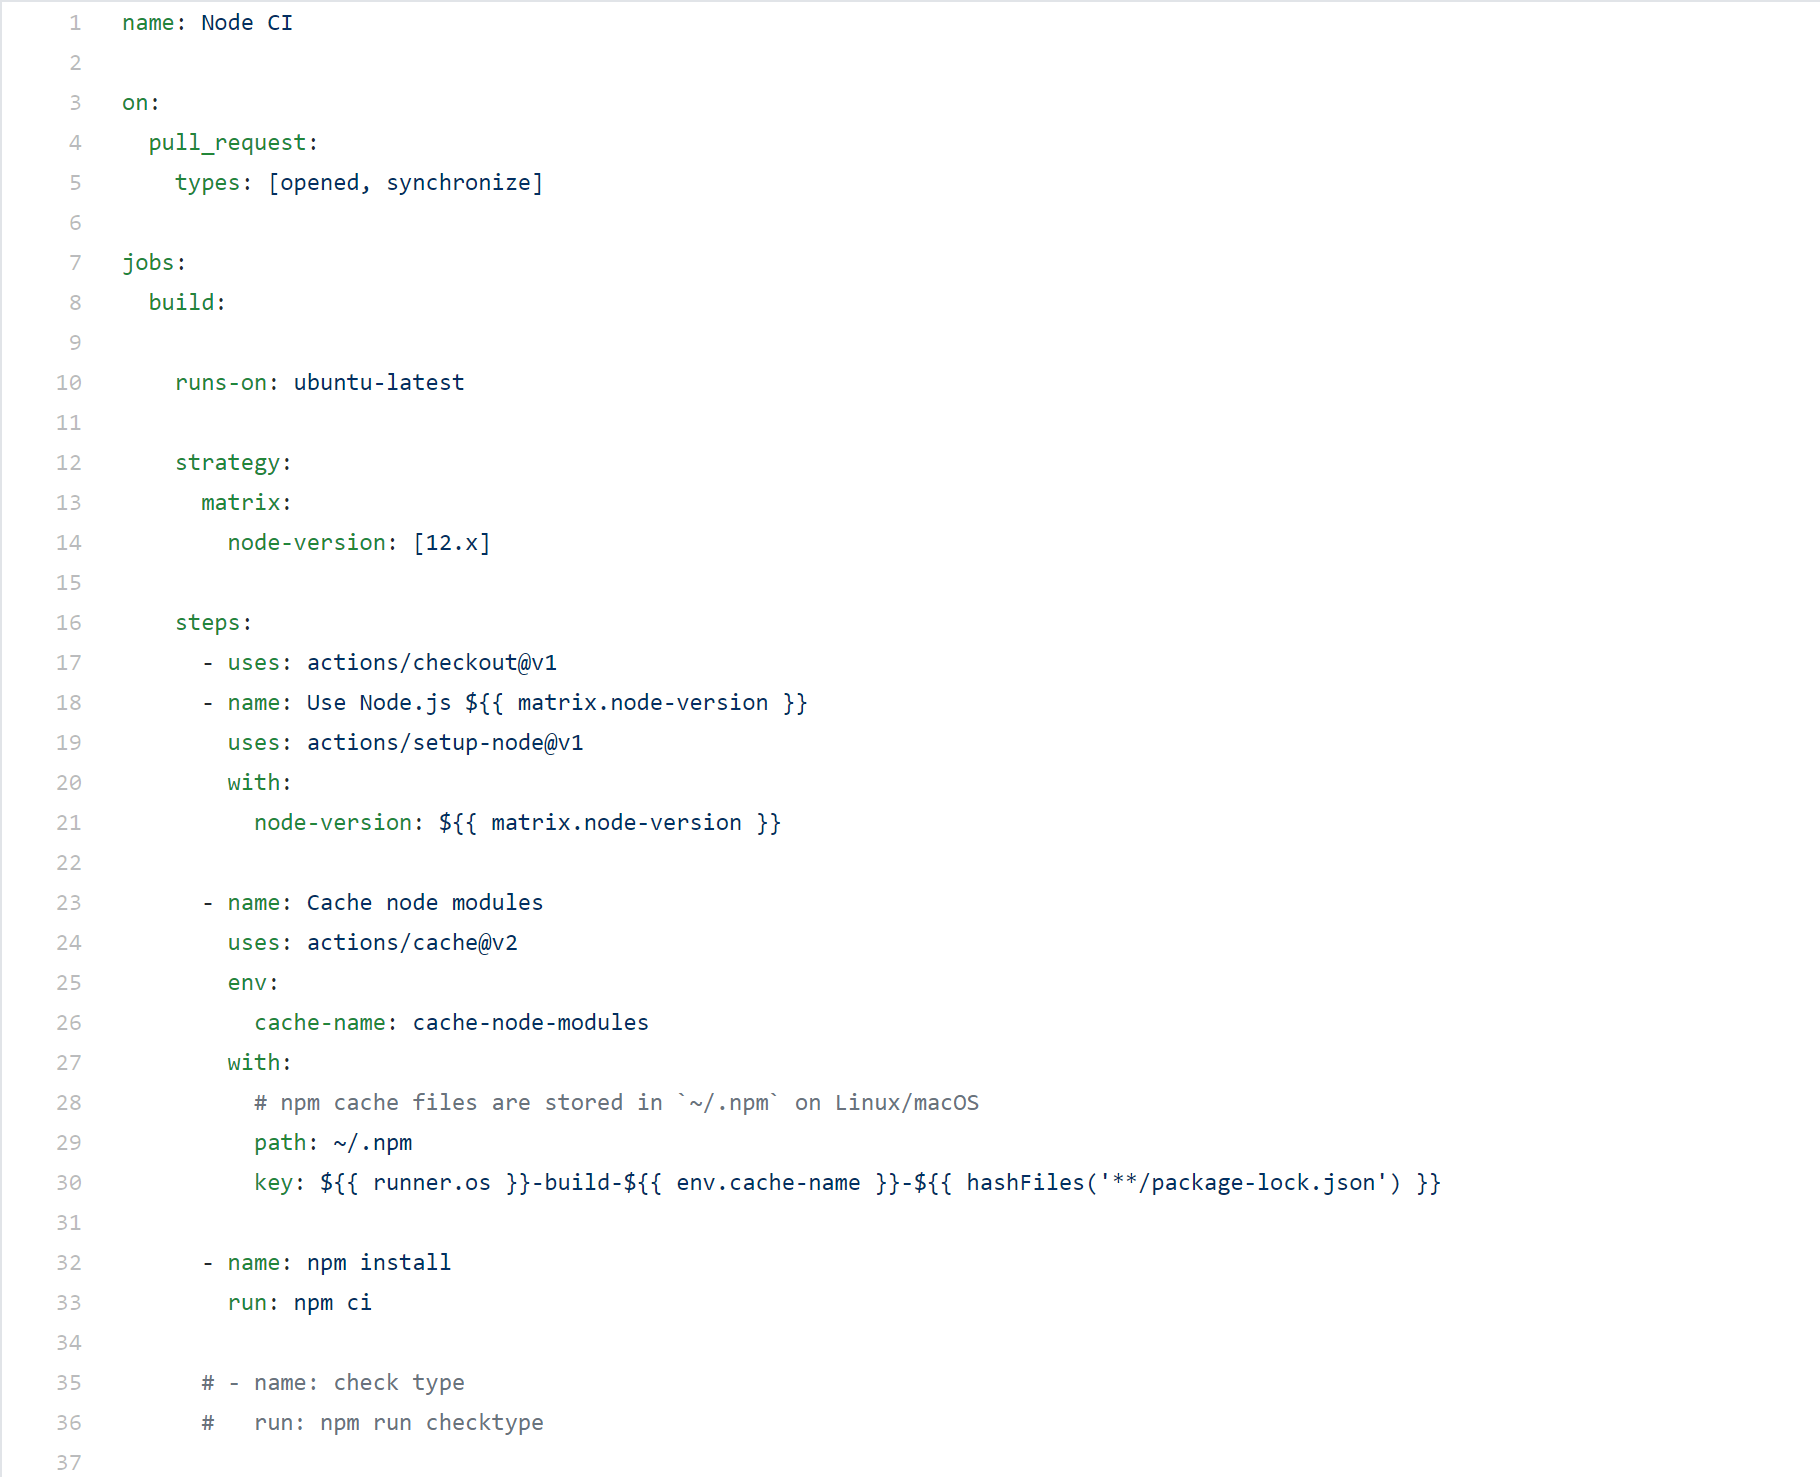 1 name: Node CI
2
3 on:
4   pull_request:
5     types: [opened, synchronize]
6
7 jobs:
8   build:
9
10     runs-on: ubuntu-latest
11
12     strategy:
13       matrix:
14         node-version: [12.x]
15
16     steps:
17       - uses: actions/checkout@v1
18       - name: Use Node.js ${{ matrix.node-version }}
19         uses: actions/setup-node@v1
20         with:
21           node-version: ${{ matrix.node-version }}
22
23       - name: Cache node modules
24         uses: actions/cache@v2
25         env:
26           cache-name: cache-node-modules
27         with:
28           # npm cache files are stored in `~/.npm` on Linux/macOS
29           path: ~/.npm
30           key: ${{ runner.os }}-build-${{ env.cache-name }}-${{ hashFiles('**/package-lock.json') }}
31
32       - name: npm install
33         run: npm ci
34
35       # - name: check type
36       #   run: npm run checktype
37